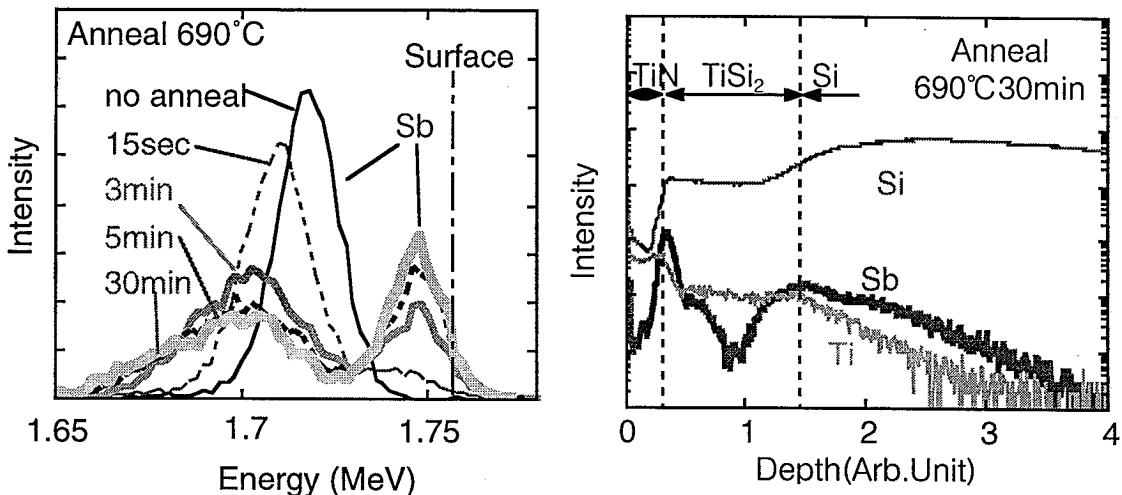 Anneal 690°C
Surface
no anneal
Sb
15sec
3min
5min
30min
Intensity
1.65
1.7
1.75
Energy (MeV)
Anneal
690°C30min
TiN
TiSi2
Si
Si
Sb
Ti
Intensity
0
1
2
3
4
Depth(Arb.Unit)